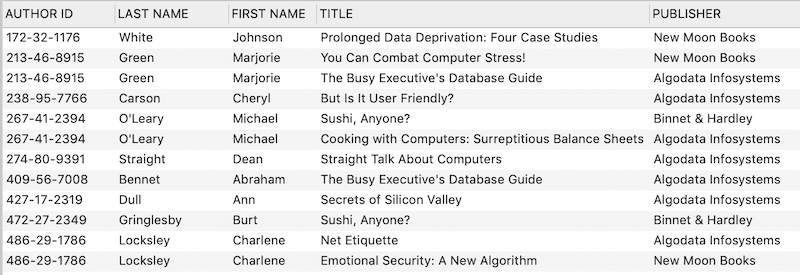 AUTHOR ID LAST NAME FIRST NAME TITLE PUBLISHER
172-32-1176 White Johnson Prolonged Data Deprivation: Four Case Studies New Moon Books
213-46-8915 Green Marjorie You Can Combat Computer Stress! New Moon Books
213-46-8915 Green Marjorie The Busy Executive's Database Guide Algodata Infosystems
238-95-7766 Carson Cheryl But Is It User Friendly? Algodata Infosystems
267-41-2394 O'Leary Michael Sushi, Anyone? Binnet & Hardley
267-41-2394 O'Leary Michael Cooking with Computers: Surreptitious Balance Sheets Algodata Infosystems
274-80-9391 Straight Dean Straight Talk About Computers Algodata Infosystems
409-56-7008 Bennet Abraham The Busy Executive's Database Guide Algodata Infosystems
427-17-2319 Dull Ann Secrets of Silicon Valley Algodata Infosystems
472-27-2349 Gringlesby Burt Sushi, Anyone? Binnet & Hardley
486-29-1786 Locksley Charlene Net Etiquette Algodata Infosystems
486-29-1786 Locksley Charlene Emotional Security: A New Algorithm New Moon Books